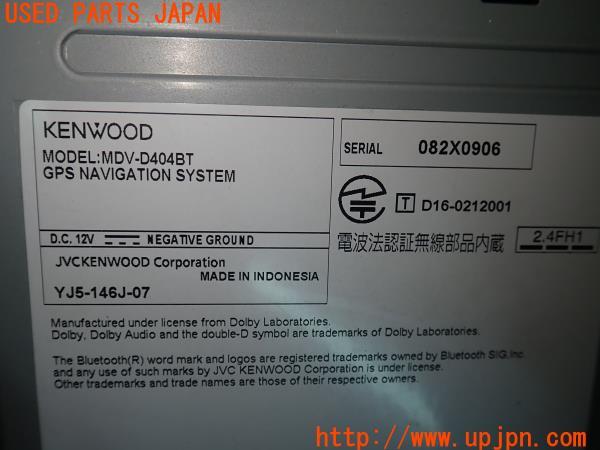 USED PARTS JAPAN
KENWOOD
MODEL:MDV-D404BT
GPS NAVIGATION SYSTEM
SERIAL 082X0906
T D16-0212001
電波法認証無線部品内蔵 2.4FH1
D.C. 12V NEGATIVE GROUND
JVCKENWOOD Corporation
MADE IN INDONESIA
YJ5-146J-07
Manufactured under license from Dolby Laboratories.
Dolby, Dolby Audio and the double-D symbol are trademarks of Dolby Laboratories.
The Bluetooth(R) word mark and logos are registered trademarks owned by Bluetooth SIG,Inc.
and any use of such marks by JVC KENWOOD Corporation is under license.
Other trademarks and trade names are those of their respective owners.
http://www.upjpn.com/